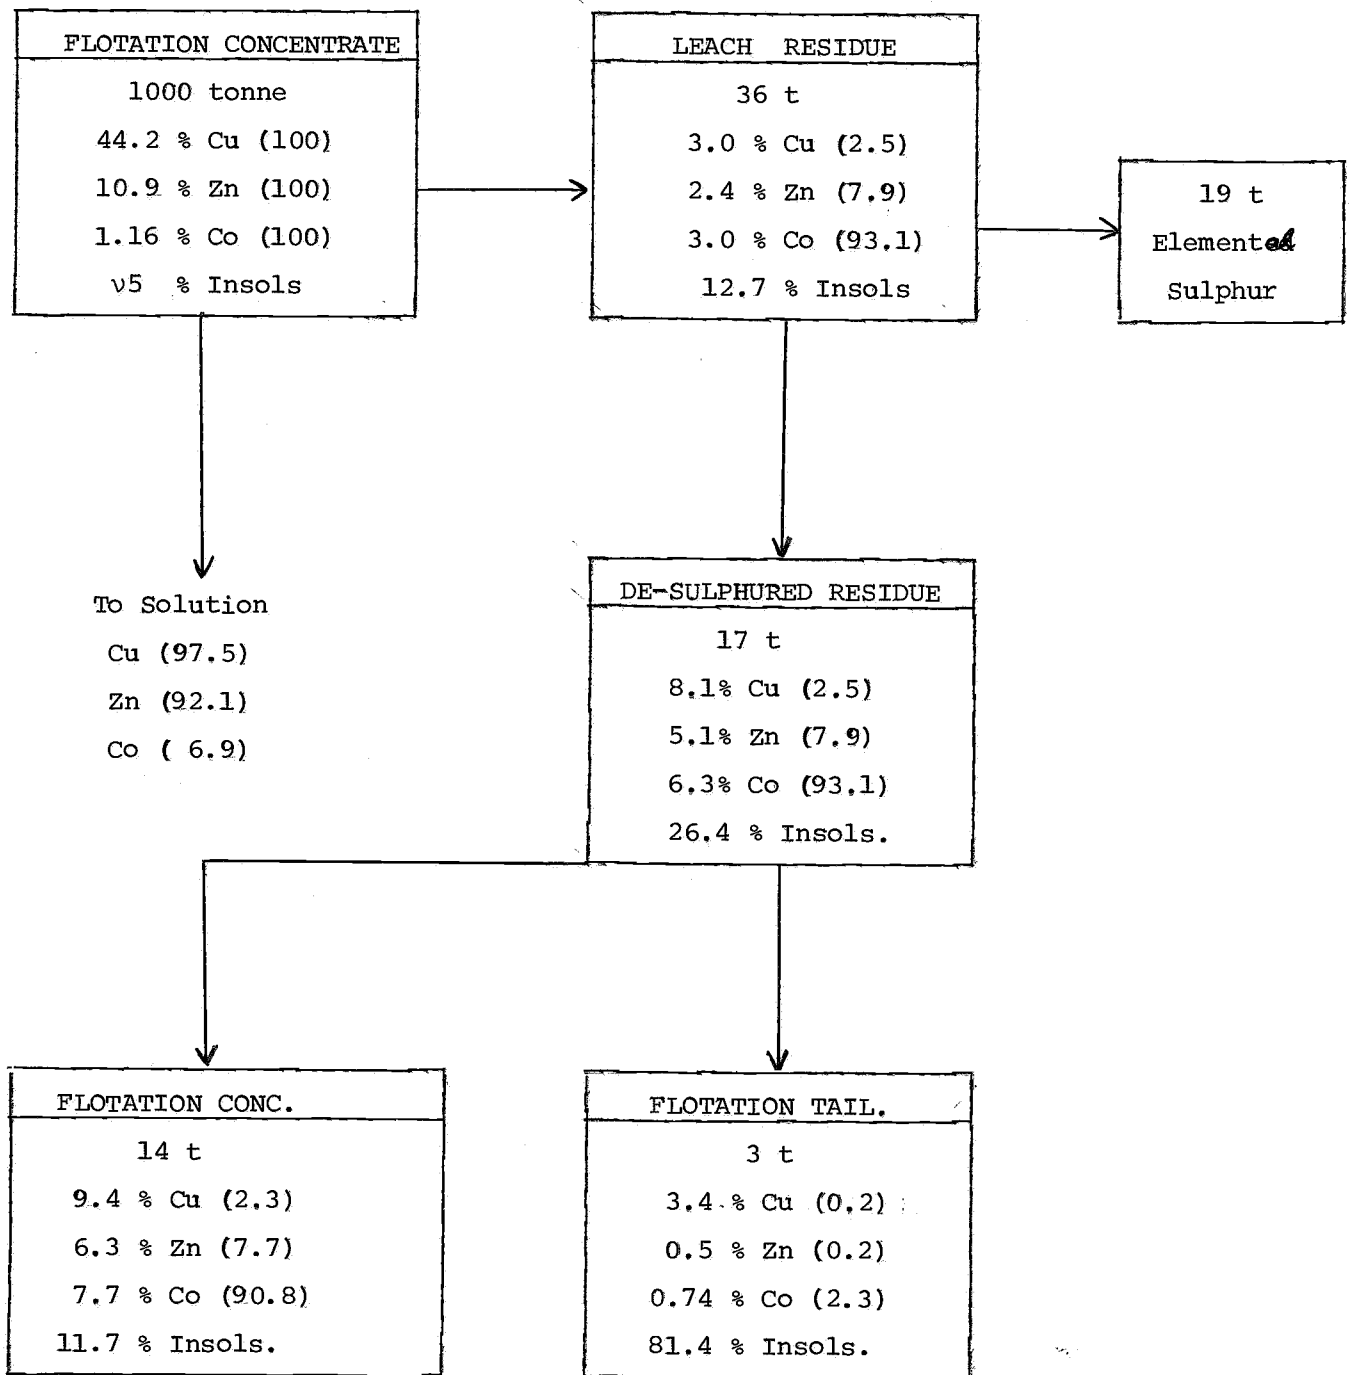 FLOTATION CONCENTRATE
1000 tonne
44.2 % Cu (100)
10.9 % Zn (100)
1.16 % Co (100)
ν5 % Insols
LEACH RESIDUE
36 t
3.0 % Cu (2.5)
2.4 % Zn (7.9)
3.0 % Co (93.1)
12.7 % Insols
19 t
Elemental
Sulphur
To Solution
Cu (97.5)
Zn (92.1)
Co ( 6.9)
DE-SULPHURED RESIDUE
17 t
8.1% Cu (2.5)
5.1% Zn (7.9)
6.3% Co (93.1)
26.4 % Insols.
FLOTATION CONC.
14 t
9.4 % Cu (2.3)
6.3 % Zn (7.7)
7.7 % Co (90.8)
11.7 % Insols.
FLOTATION TAIL.
3 t
3.4 % Cu (0.2)
0.5 % Zn (0.2)
0.74 % Co (2.3)
81.4 % Insols.